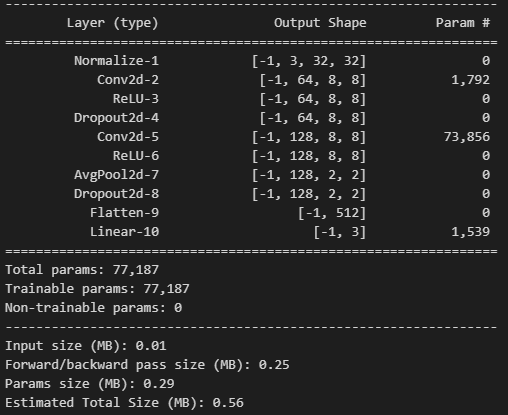 ----------------------------------------------------------------
Layer (type) Output Shape Param #
================================================================
Normalize-1 [-1, 3, 32, 32] 0
Conv2d-2 [-1, 64, 8, 8] 1,792
ReLU-3 [-1, 64, 8, 8] 0
Dropout2d-4 [-1, 64, 8, 8] 0
Conv2d-5 [-1, 128, 8, 8] 73,856
ReLU-6 [-1, 128, 8, 8] 0
AvgPool2d-7 [-1, 128, 2, 2] 0
Dropout2d-8 [-1, 128, 2, 2] 0
Flatten-9 [-1, 512] 0
Linear-10 [-1, 3] 1,539
================================================================
Total params: 77,187
Trainable params: 77,187
Non-trainable params: 0
----------------------------------------------------------------
Input size (MB): 0.01
Forward/backward pass size (MB): 0.25
Params size (MB): 0.29
Estimated Total Size (MB): 0.56